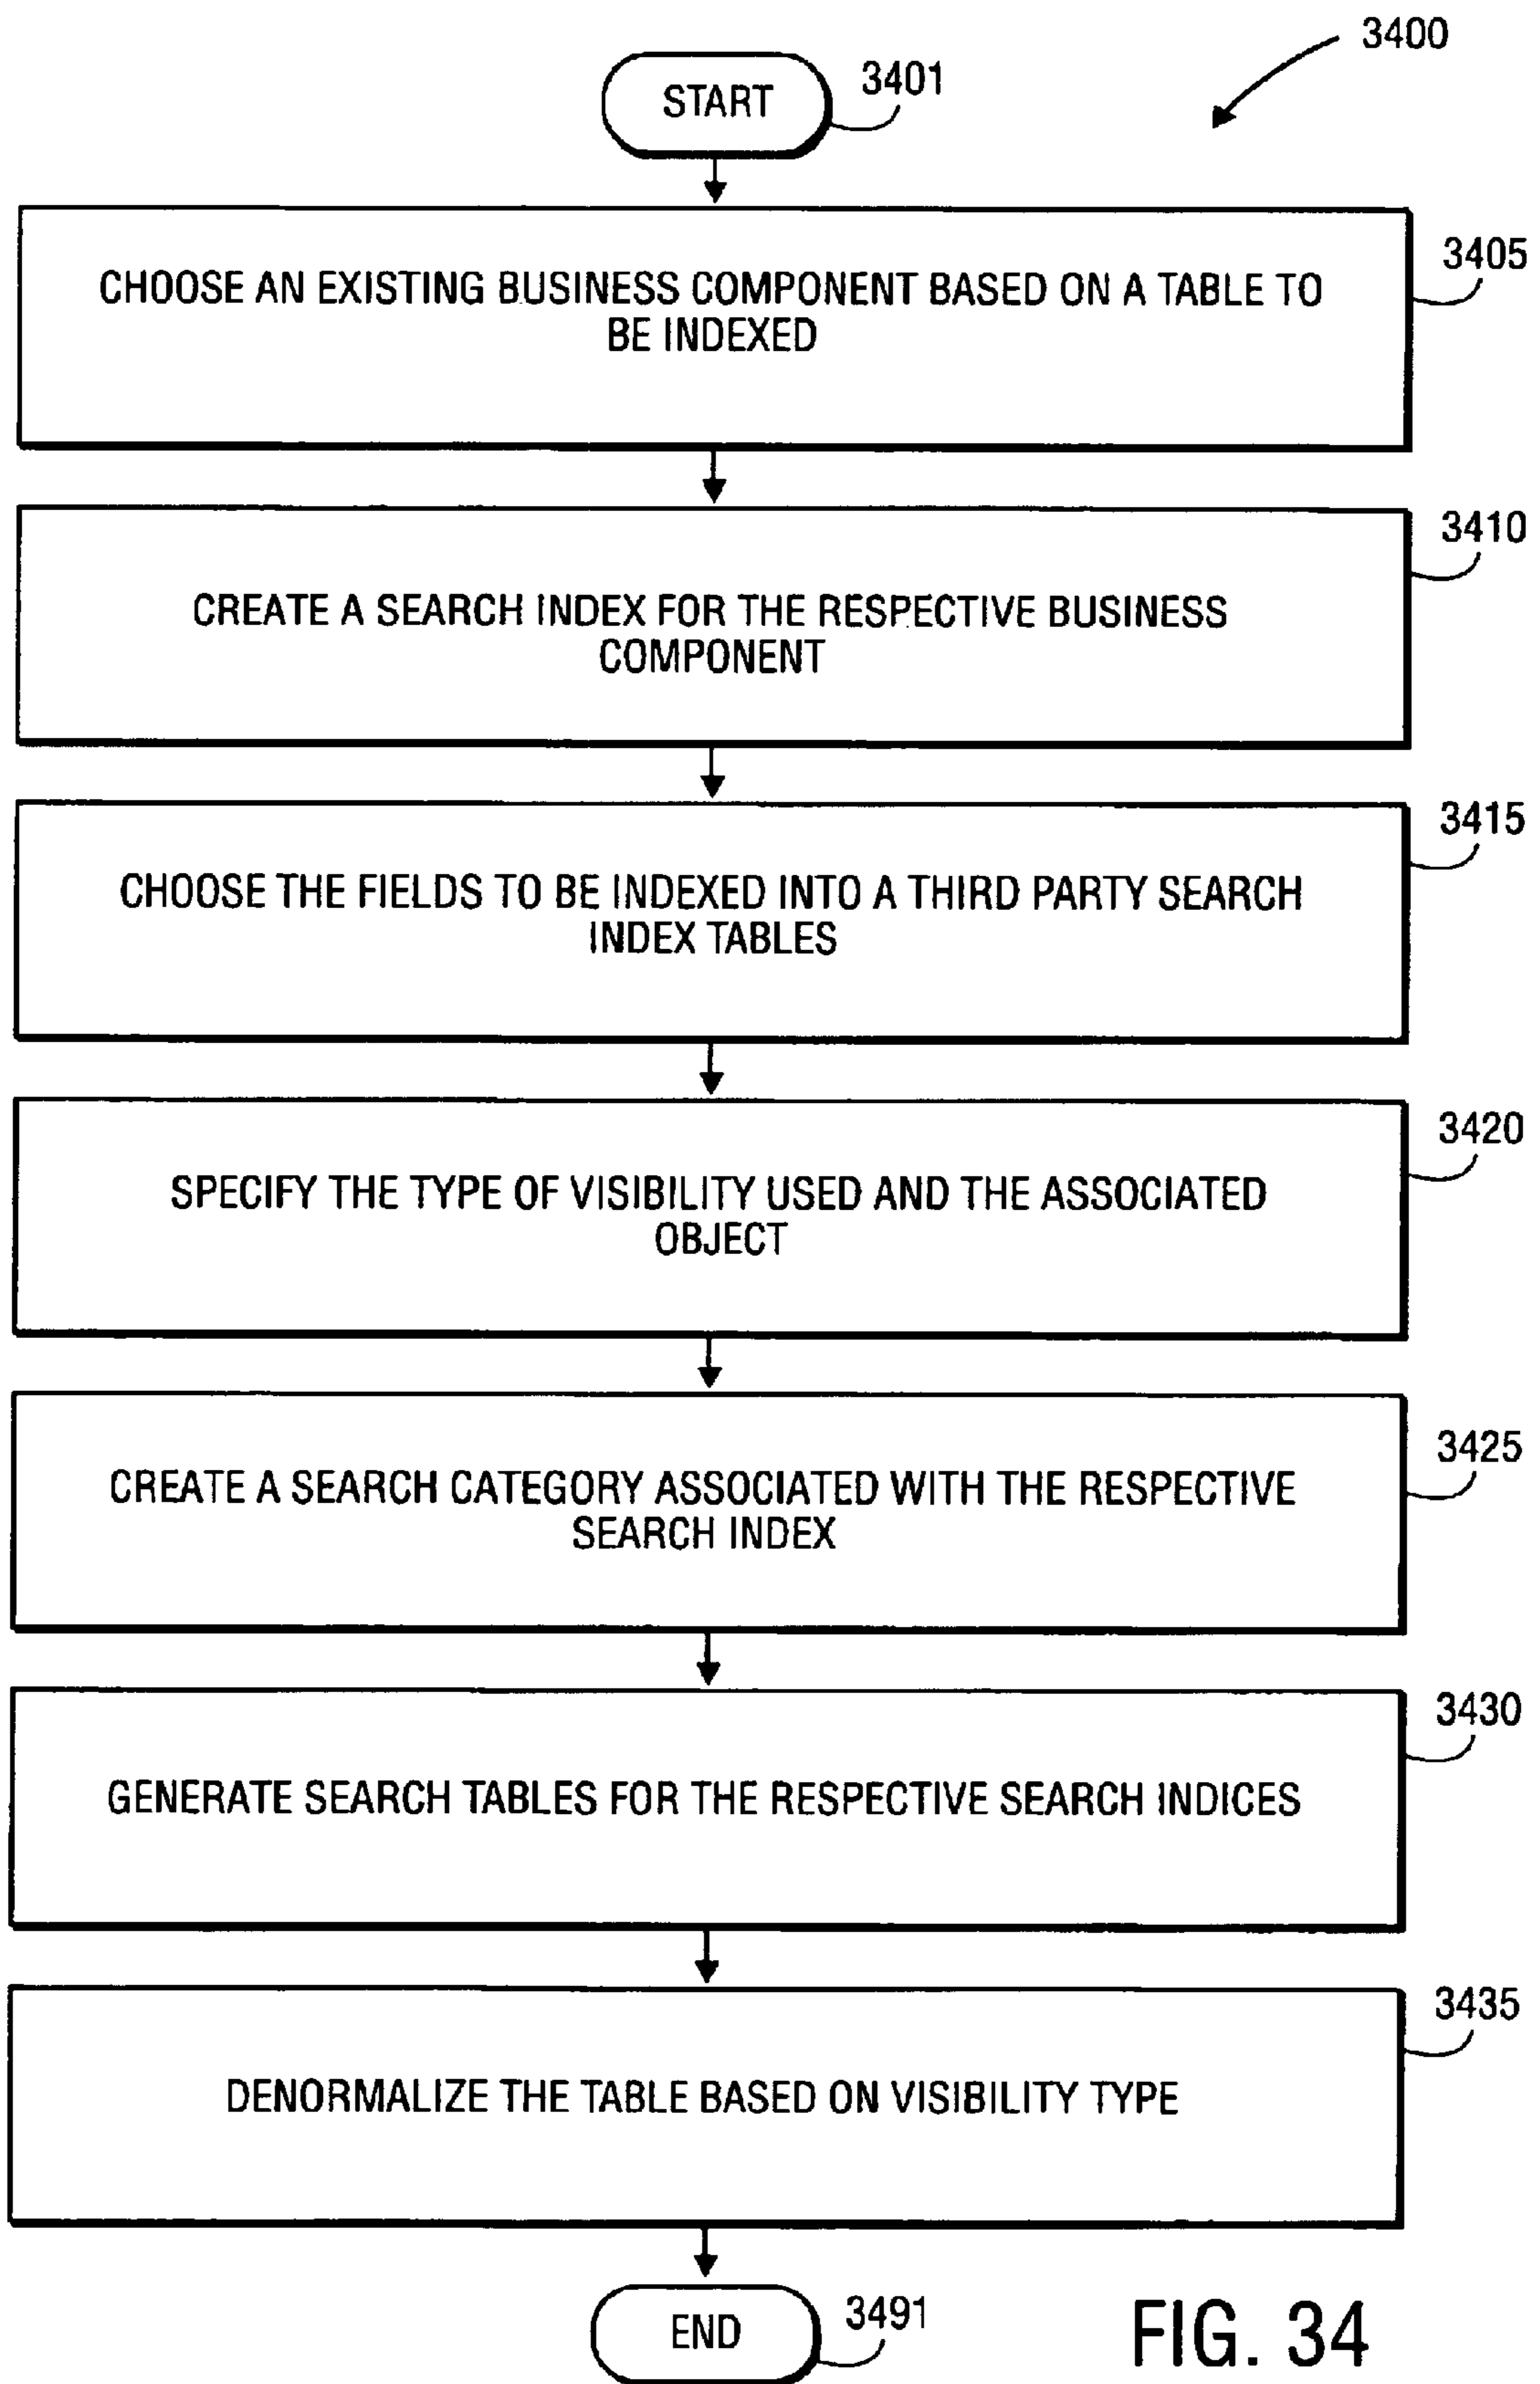 3400
START
3401
CHOOSE AN EXISTING BUSINESS COMPONENT BASED ON A TABLE TO
BE INDEXED
3405
CREATE A SEARCH INDEX FOR THE RESPECTIVE BUSINESS
COMPONENT
3410
CHOOSE THE FIELDS TO BE INDEXED INTO A THIRD PARTY SEARCH
INDEX TABLES
3415
SPECIFY THE TYPE OF VISIBILITY USED AND THE ASSOCIATED
OBJECT
3420
CREATE A SEARCH CATEGORY ASSOCIATED WITH THE RESPECTIVE
SEARCH INDEX
3425
GENERATE SEARCH TABLES FOR THE RESPECTIVE SEARCH INDICES
3430
DENORMALIZE THE TABLE BASED ON VISIBILITY TYPE
3435
END
3491
FIG. 34